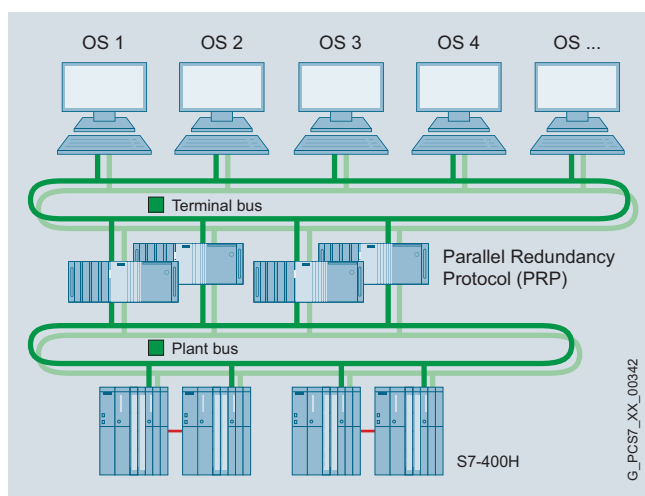 OS 1
OS 2
OS 3
OS 4
OS ...
Terminal bus
Parallel Redundancy
Protocol (PRP)
Plant bus
S7-400H
G_PCS7_XX_00342